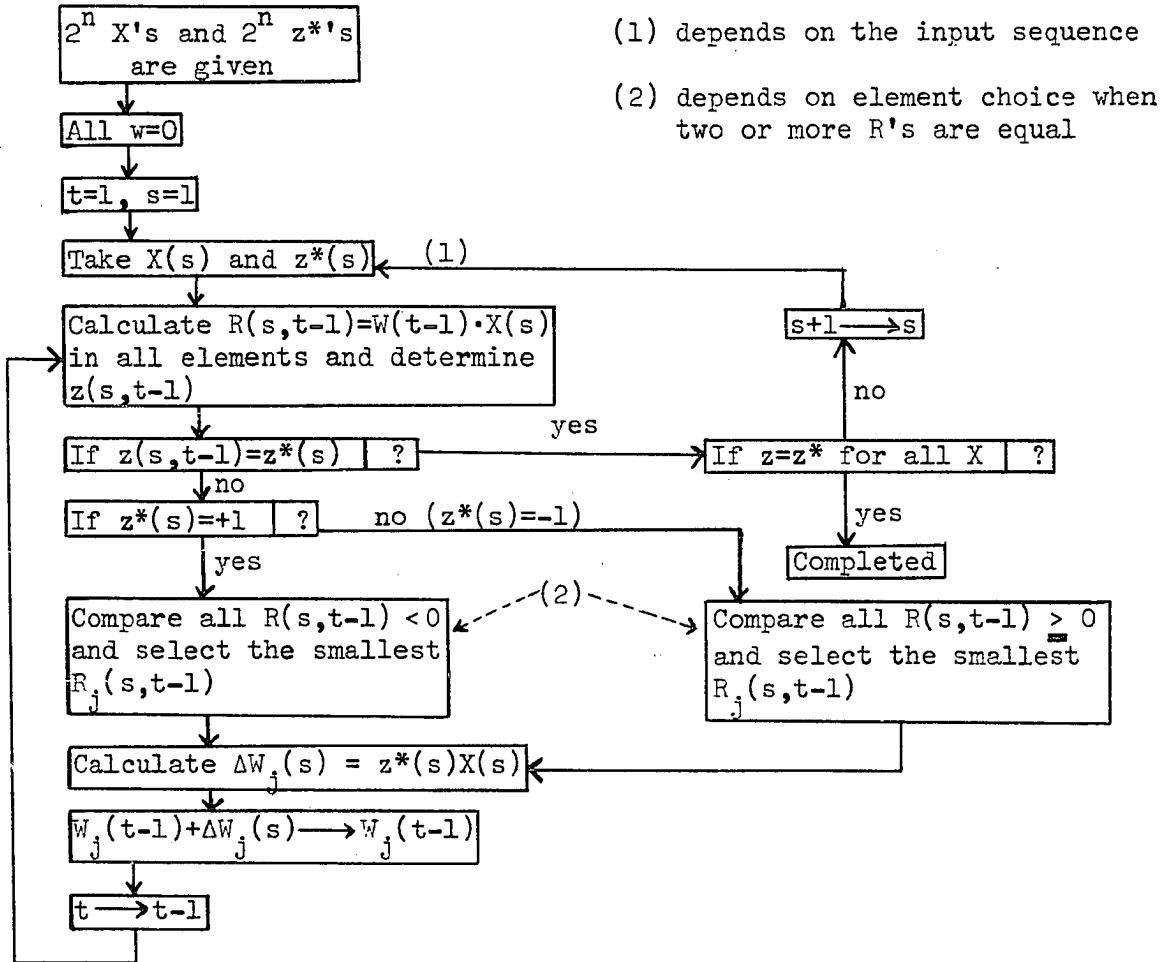 2^n X's and 2^n z*'s
are given
(1) depends on the input sequence
(2) depends on element choice when
two or more R's are equal
All w=0
t=1, s=1
Take X(s) and z*(s)
(1)
Calculate R(s,t-1)=W(t-1)·X(s)
in all elements and determine
z(s,t-1)
s+1⟶s
no
yes
If z(s,t-1)=z*(s) ?
If z=z* for all X ?
no
If z*(s)=+1 ?
no (z*(s)=-1)
yes
Completed
yes
(2)
Compare all R(s,t-1) <0
and select the smallest
R_j(s,t-1)
Compare all R(s,t-1) ≥ 0
and select the smallest
R_j(s,t-1)
Calculate ΔW_j(s) = z*(s)X(s)
W_j(t-1)+ΔW_j(s)⟶W_j(t-1)
t⟶t-1